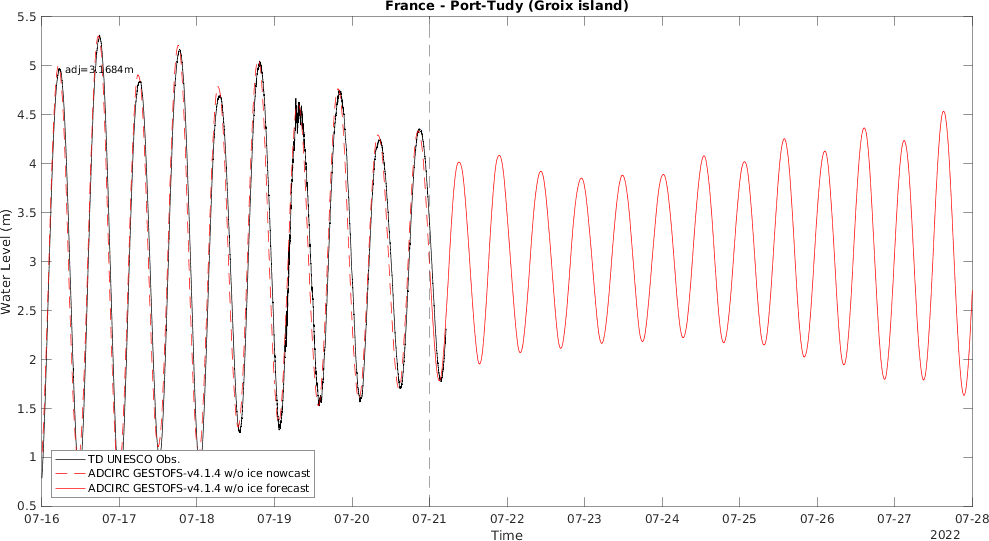 France - Port-Tudy (Groix island)
5.5
5
4.5
4
3.5
3
2.5
2
1.5
1
0.5
Water Level (m)
adj=3.1684m
TD UNESCO Obs.
ADCIRC GESTOFS-v4.1.4 w/o ice nowcast
ADCIRC GESTOFS-v4.1.4 w/o ice forecast
07-16 07-17 07-18 07-19 07-20 07-21 07-22 07-23 07-24 07-25 07-26 07-27 07-28
Time
2022